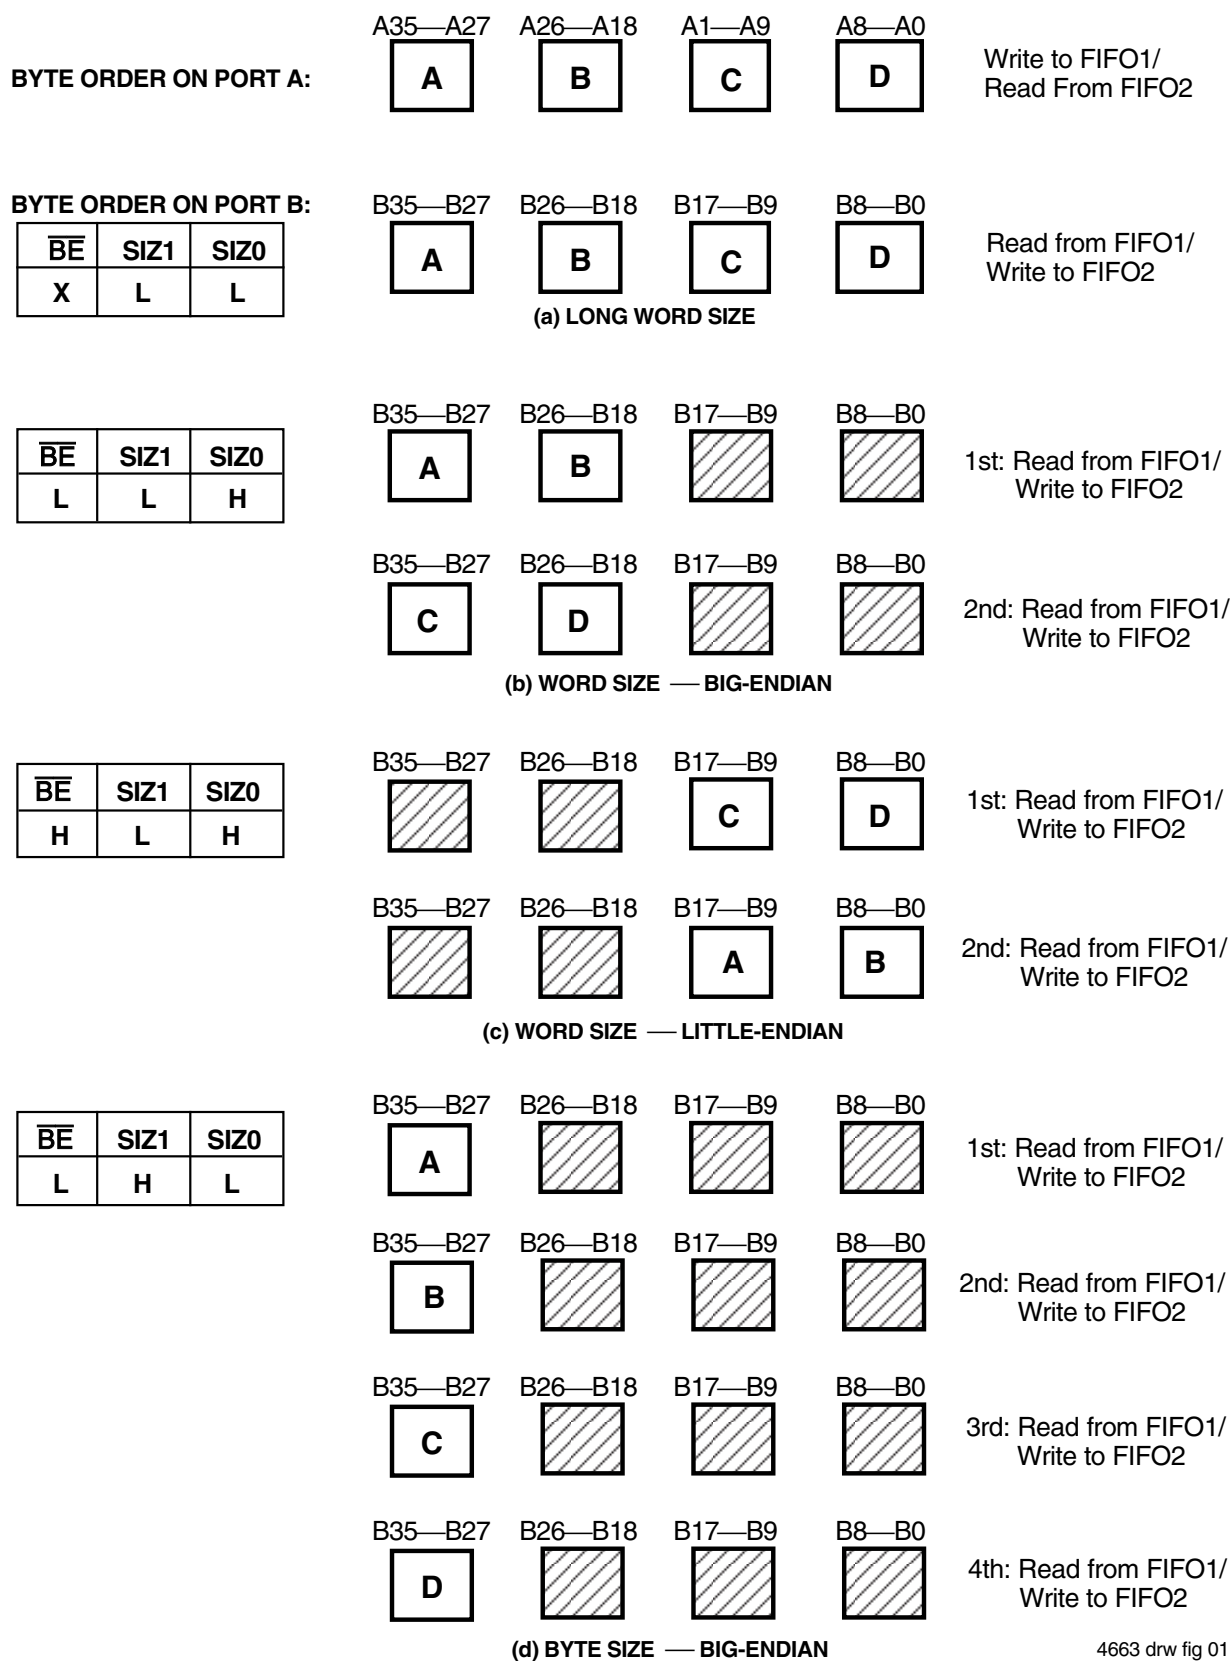 A35—A27 A26—A18 A1—A9 A8—A0
BYTE ORDER ON PORT A:
A B C D
Write to FIFO1/
Read From FIFO2
BYTE ORDER ON PORT B:
B35—B27 B26—B18 B17—B9 B8—B0
BE SIZ1 SIZ0
X L L
A B C D
Read from FIFO1/
Write to FIFO2
(a) LONG WORD SIZE
B35—B27 B26—B18 B17—B9 B8—B0
BE SIZ1 SIZ0
L L H
A B
1st: Read from FIFO1/
Write to FIFO2
B35—B27 B26—B18 B17—B9 B8—B0
C D
2nd: Read from FIFO1/
Write to FIFO2
(b) WORD SIZE — BIG-ENDIAN
B35—B27 B26—B18 B17—B9 B8—B0
BE SIZ1 SIZ0
H L H
C D
1st: Read from FIFO1/
Write to FIFO2
B35—B27 B26—B18 B17—B9 B8—B0
A B
2nd: Read from FIFO1/
Write to FIFO2
(c) WORD SIZE — LITTLE-ENDIAN
B35—B27 B26—B18 B17—B9 B8—B0
BE SIZ1 SIZ0
L H L
A
1st: Read from FIFO1/
Write to FIFO2
B35—B27 B26—B18 B17—B9 B8—B0
B
2nd: Read from FIFO1/
Write to FIFO2
B35—B27 B26—B18 B17—B9 B8—B0
C
3rd: Read from FIFO1/
Write to FIFO2
B35—B27 B26—B18 B17—B9 B8—B0
D
4th: Read from FIFO1/
Write to FIFO2
(d) BYTE SIZE — BIG-ENDIAN
4663 drw fig 01